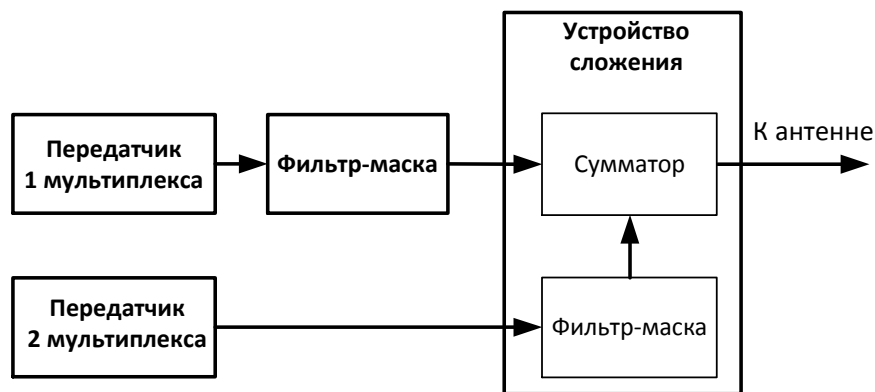 Устройство
сложения
Передатчик
1 мультиплекса
Фильтр-маска
Сумматор
К антенне
Передатчик
2 мультиплекса
Фильтр-маска